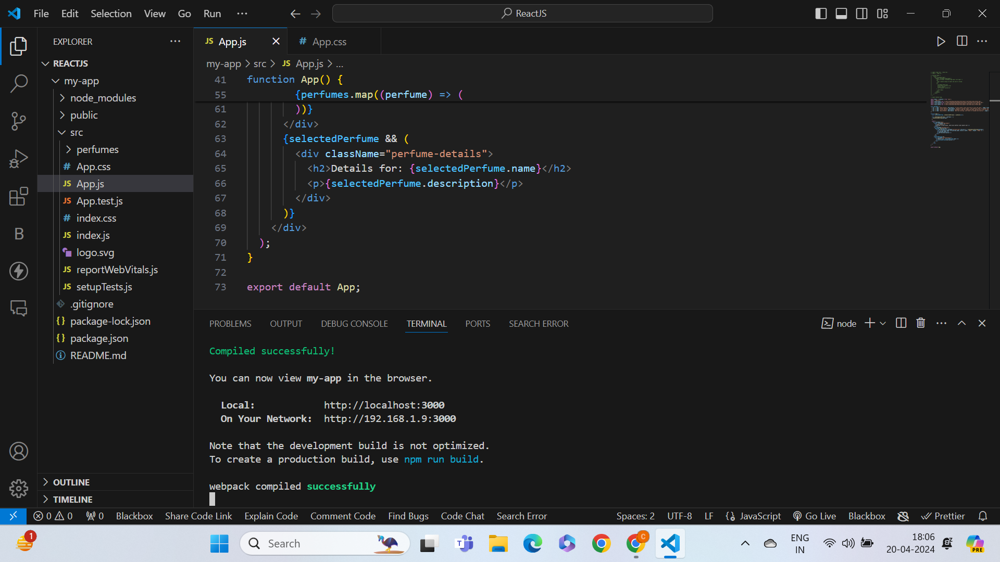 File Edit Selection View Go Run ···
ReactJS
EXPLORER
REACTJS
my-app
node_modules
public
src
perfumes
# App.css
JS App.js
JS App.test.js
# index.css
JS index.js
logo.svg
JS reportWebVitals.js
JS setupTests.js
.gitignore
{} package-lock.json
{} package.json
README.md
OUTLINE
TIMELINE
B
JS App.js
# App.css
my-app > src > JS App.js > ...
41 function App() {
55 {perfumes.map((perfume) => (
61 ))}
62 </div>
63 {selectedPerfume && (
64 <div className="perfume-details">
65 <h2>Details for: {selectedPerfume.name}</h2>
66 <p>{selectedPerfume.description}</p>
67 </div>
68 )}
69 </div>
70 );
71 }
72
73 export default App;
PROBLEMS OUTPUT DEBUG CONSOLE TERMINAL PORTS SEARCH ERROR
node
Compiled successfully!
You can now view my-app in the browser.
Local: http://localhost:3000
On Your Network: http://192.168.1.9:3000
Note that the development build is not optimized.
To create a production build, use npm run build.
webpack compiled successfully
0 0 0 Blackbox Share Code Link Explain Code Comment Code Find Bugs Code Chat Search Error
Spaces: 2 UTF-8 LF JavaScript Go Live Blackbox Prettier
1
Search
T
C
ENG
IN
18:06
20-04-2024
PRE